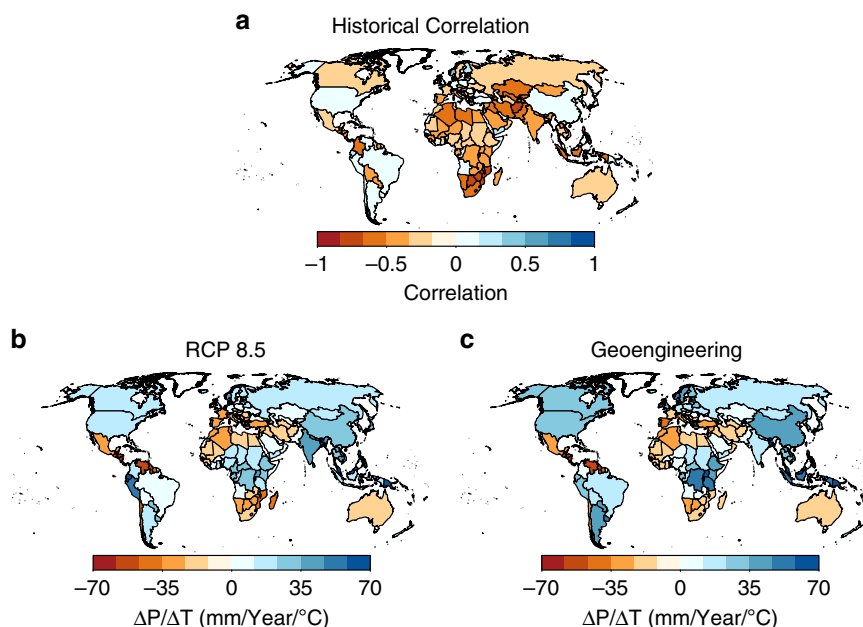 a
Historical Correlation
−1 −0.5 0 0.5 1
Correlation
b
RCP 8.5
−70 −35 0 35 70
ΔP/ΔT (mm/Year/°C)
c
Geoengineering
−70 −35 0 35 70
ΔP/ΔT (mm/Year/°C)